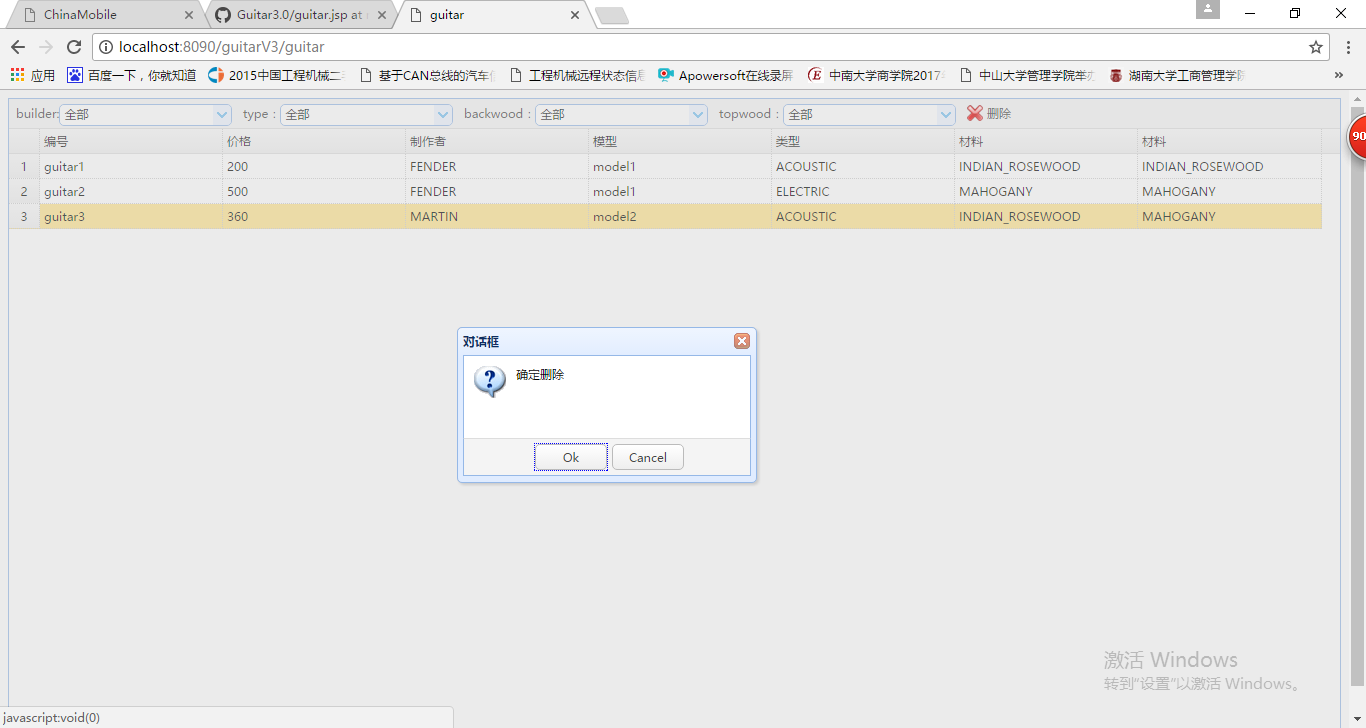 ChinaMobile
Guitar3.0/guitar.jsp at
guitar
localhost:8090/guitarV3/guitar
应用
百度一下，你就知道
2015中国工程机械二
基于CAN总线的汽车
工程机械远程状态信
Apowersoft在线录屏
中南大学商学院2017
中山大学管理学院举
湖南大学工商管理学
»
builder: 全部 type： 全部 backwood： 全部 topwood： 全部 删除
编号 价格 制作者 模型 类型 材料 材料
1 guitar1 200 FENDER model1 ACOUSTIC INDIAN_ROSEWOOD INDIAN_ROSEWOOD
2 guitar2 500 FENDER model1 ELECTRIC MAHOGANY MAHOGANY
3 guitar3 360 MARTIN model2 ACOUSTIC INDIAN_ROSEWOOD MAHOGANY
90
对话框
?
确定删除
Ok Cancel
激活 Windows
转到"设置"以激活 Windows。
javascript:void(0)